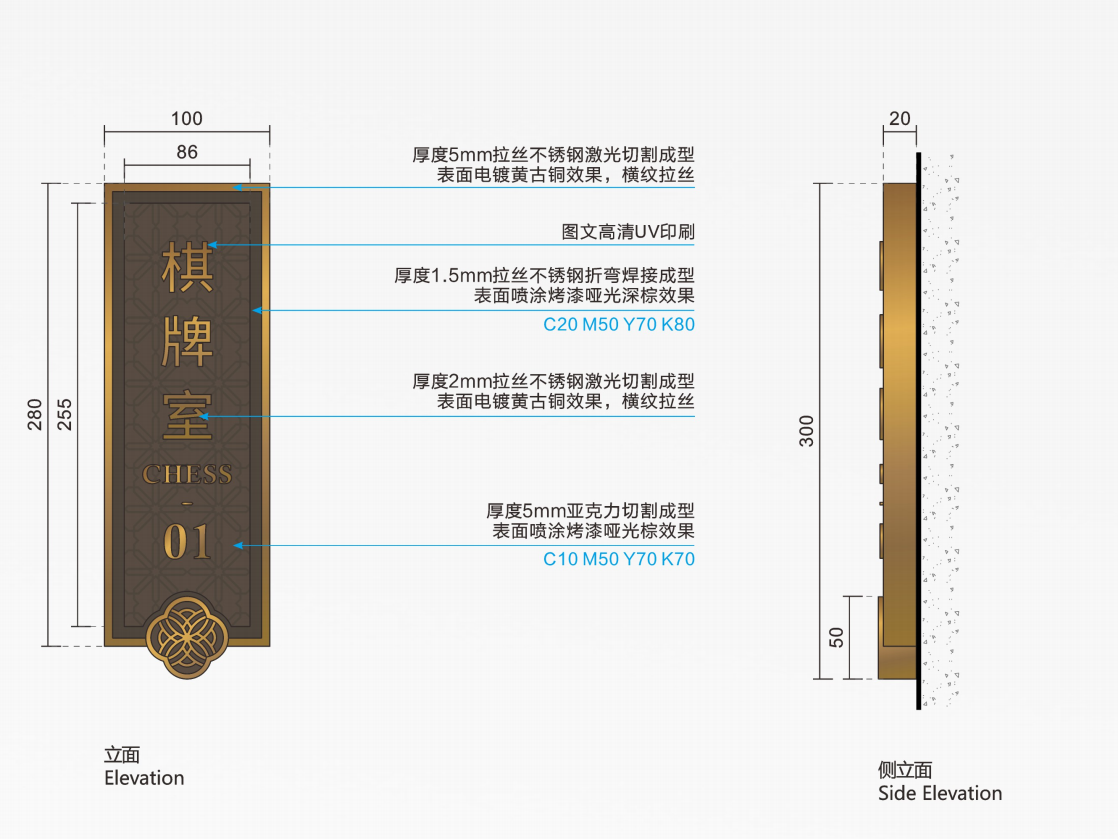 100
86
280
255
棋
牌
室
CHESS
-
01
厚度5mm拉丝不锈钢激光切割成型
表面电镀黄古铜效果，横纹拉丝
图文高清UV印刷
厚度1.5mm拉丝不锈钢折弯焊接成型
表面喷涂烤漆哑光深棕效果
C20 M50 Y70 K80
厚度2mm拉丝不锈钢激光切割成型
表面电镀黄古铜效果，横纹拉丝
厚度5mm亚克力切割成型
表面喷涂烤漆哑光棕效果
C10 M50 Y70 K70
立面
Elevation
20
300
50
侧立面
Side Elevation